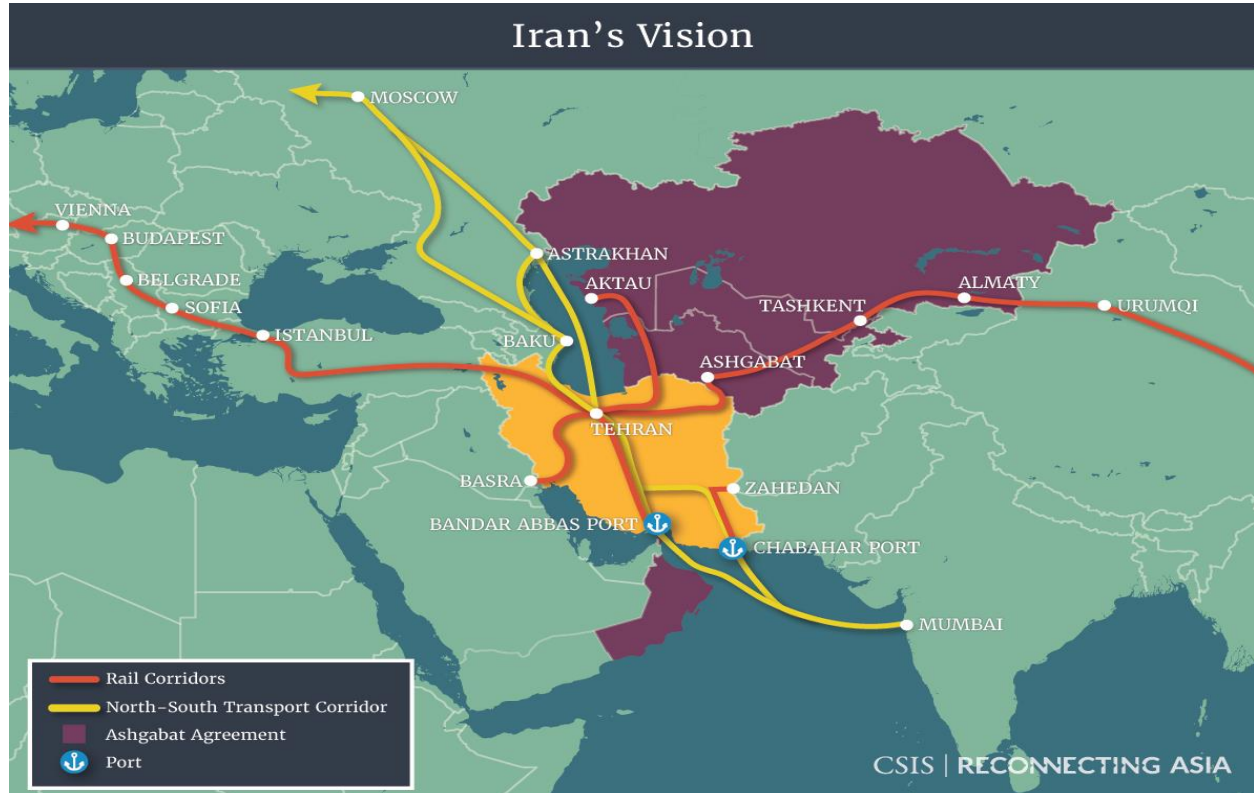 Iran's Vision
MOSCOW
VIENNA
BUDAPEST
ASTRAKHAN
BELGRADE
AKTAU
ALMATY
SOFIA
TASHKENT
URUMQI
ISTANBUL
BAKU
ASHGABAT
TEHRAN
BASRA
ZAHEDAN
BANDAR ABBAS PORT
CHABAHAR PORT
MUMBAI
Rail Corridors
North-South Transport Corridor
Ashgabat Agreement
Port
CSIS | RECONNECTING ASIA